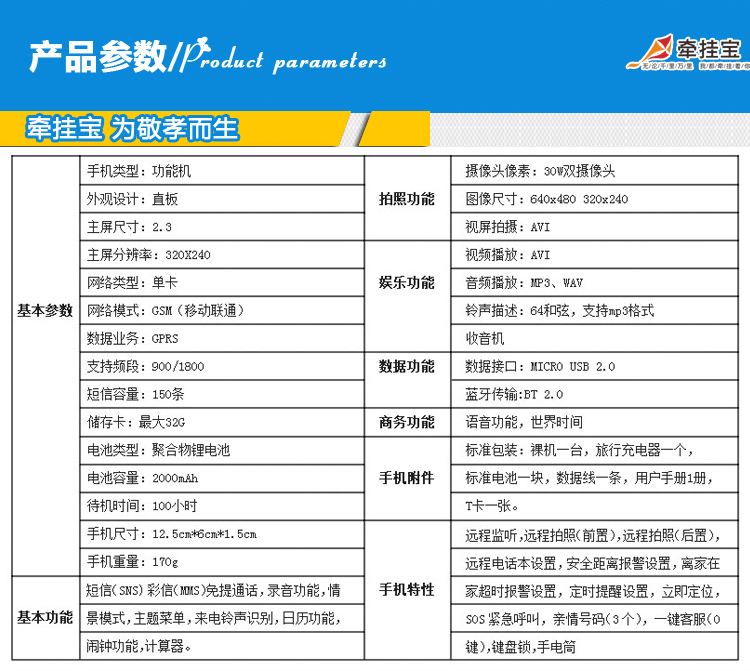 产品参数/Product parameters
牵挂宝
无论千里万里 我都牵挂着你
牵挂宝 为敬孝而生
基本参数
手机类型：功能机
外观设计：直板
主屏尺寸：2.3
主屏分辨率：320X240
网络类型：单卡
网络模式：GSM（移动联通）
数据业务：GPRS
支持频段：900/1800
短信容量：150条
储存卡：最大32G
电池类型：聚合物锂电池
电池容量：2000mAh
待机时间：100小时
手机尺寸：12.5cm*6cm*1.5cm
手机重量：170g
基本功能
短信(SNS)彩信(MMS)免提通话,录音功能,情
景模式,主题菜单，来电铃声识别,日历功能,
闹钟功能,计算器。
拍照功能
摄像头像素：30W双摄像头
图像尺寸：640x480 320x240
视屏拍摄：AVI
娱乐功能
视频播放：AVI
音频播放：MP3、WAV
铃声描述：64和弦，支持mp3格式
收音机
数据功能
数据接口：MICRO USB 2.0
蓝牙传输:BT 2.0
商务功能
语音功能，世界时间
手机附件
标准包装：裸机一台，旅行充电器一个，
标准电池一块，数据线一条，用户手册1册，
T卡一张。
手机特性
远程监听,远程拍照(前置),远程拍照(后置)，
远程电话本设置，安全距离报警设置，离家在
家超时报警设置，定时提醒设置，立即定位，
SOS紧急呼叫，亲情号码(3个)，一键客服(0
键),键盘锁,手电筒